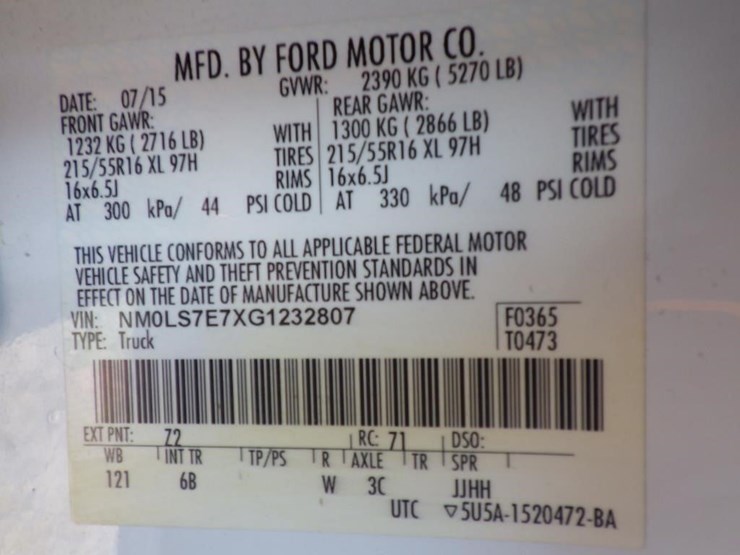 MFD. BY FORD MOTOR CO.
DATE: 07/15 GVWR: 2390 KG ( 5270 LB)
FRONT GAWR: REAR GAWR:
1232 KG ( 2716 LB) WITH 1300 KG ( 2866 LB) WITH
215/55R16 XL 97H TIRES 215/55R16 XL 97H TIRES
16x6.5J RIMS 16x6.5J RIMS
AT 300 kPa/ 44 PSI COLD AT 330 kPa/ 48 PSI COLD
THIS VEHICLE CONFORMS TO ALL APPLICABLE FEDERAL MOTOR
VEHICLE SAFETY AND THEFT PREVENTION STANDARDS IN
EFFECT ON THE DATE OF MANUFACTURE SHOWN ABOVE.
VIN: NM0LS7E7XG1232807 F0365
TYPE: Truck T0473
EXT PNT: Z2 RC: 71 DSO:
WB INT TR TP/PS R AXLE TR SPR
121 6B W 3C JJHH
UTC ▽5U5A-1520472-BA